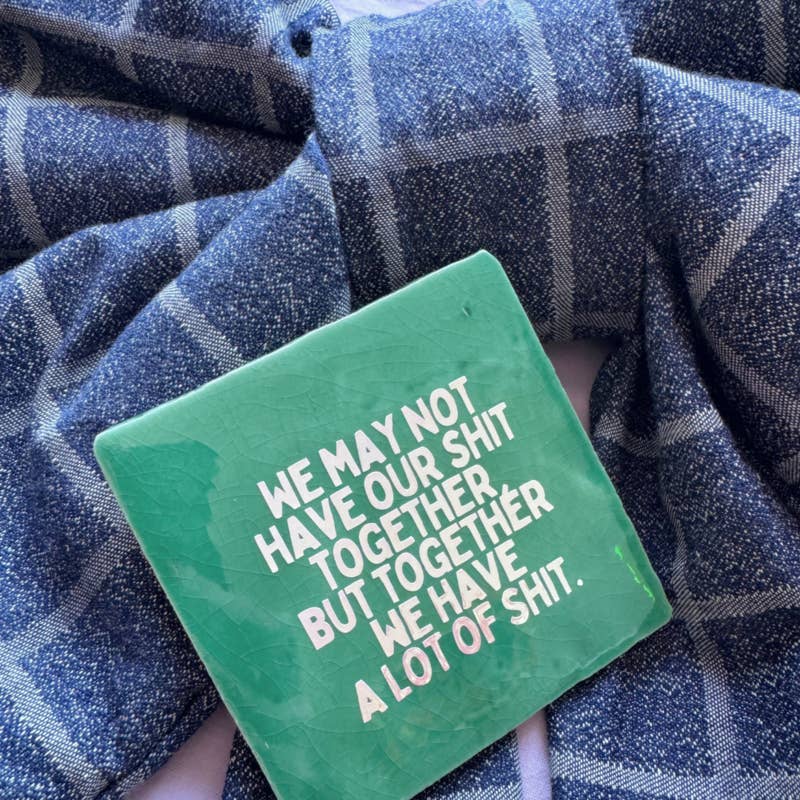 WE MAY NOT
HAVE OUR SHIT
TOGETHER,
BUT TOGETHER
WE HAVE
A LOT OF SHIT.